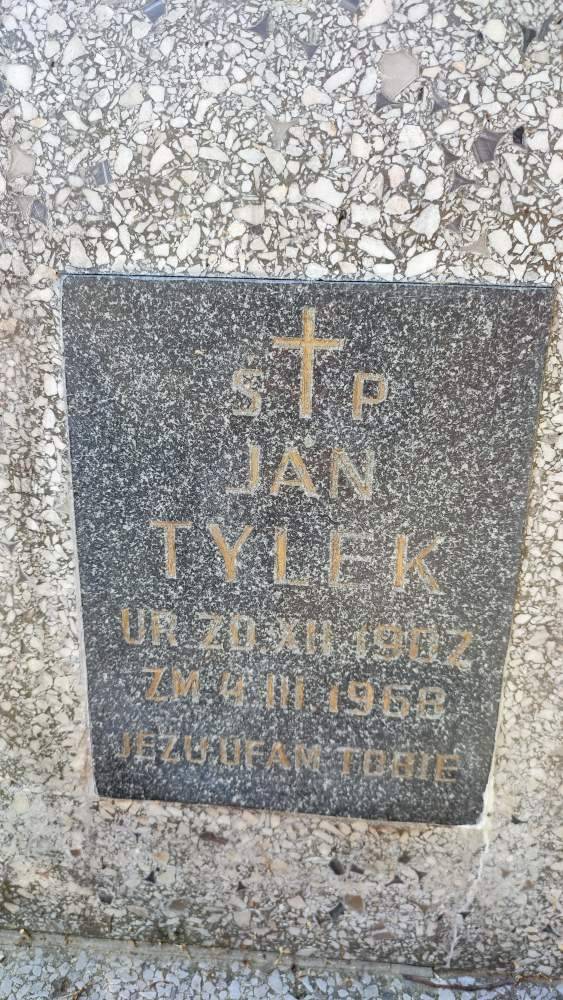 Ś P
JAN
TYLEK
UR 20 XII 1902
ZM 4 III 1968
JEZU UFAM TOBIE